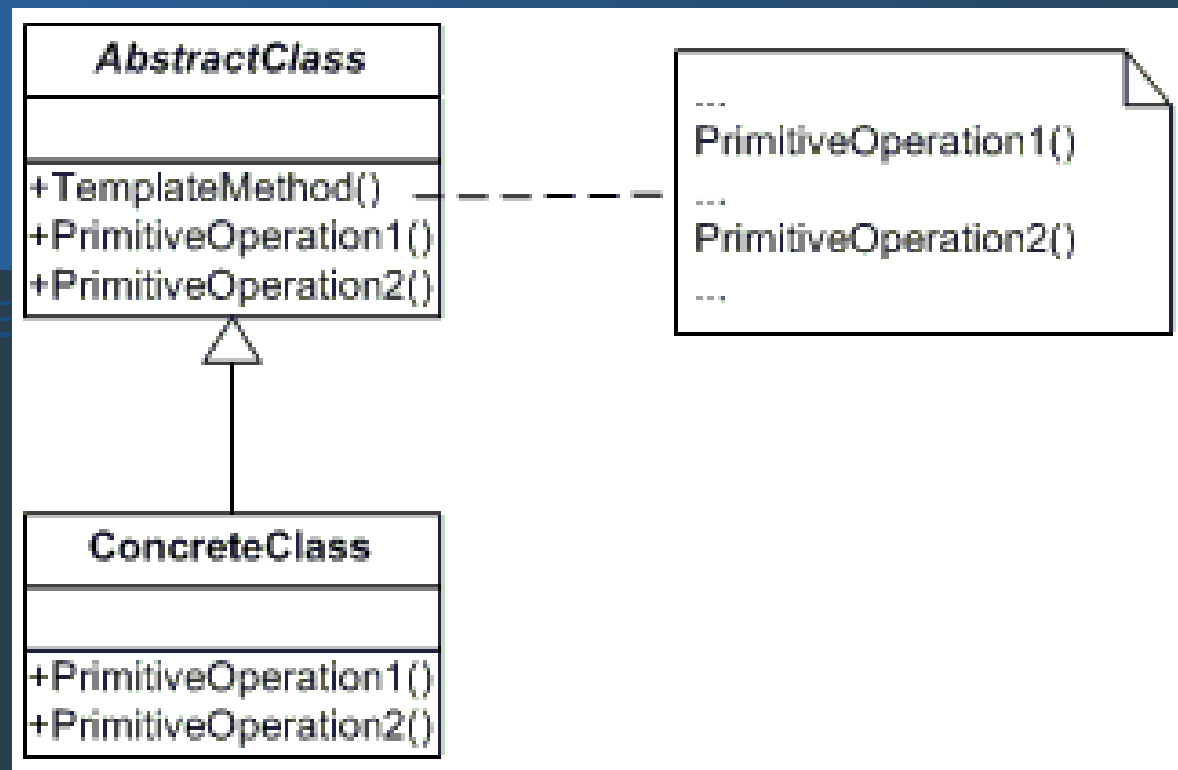 AbstractClass
+TemplateMethod()
+PrimitiveOperation1()
+PrimitiveOperation2()
...
PrimitiveOperation1()
...
PrimitiveOperation2()
...
ConcreteClass
+PrimitiveOperation1()
+PrimitiveOperation2()